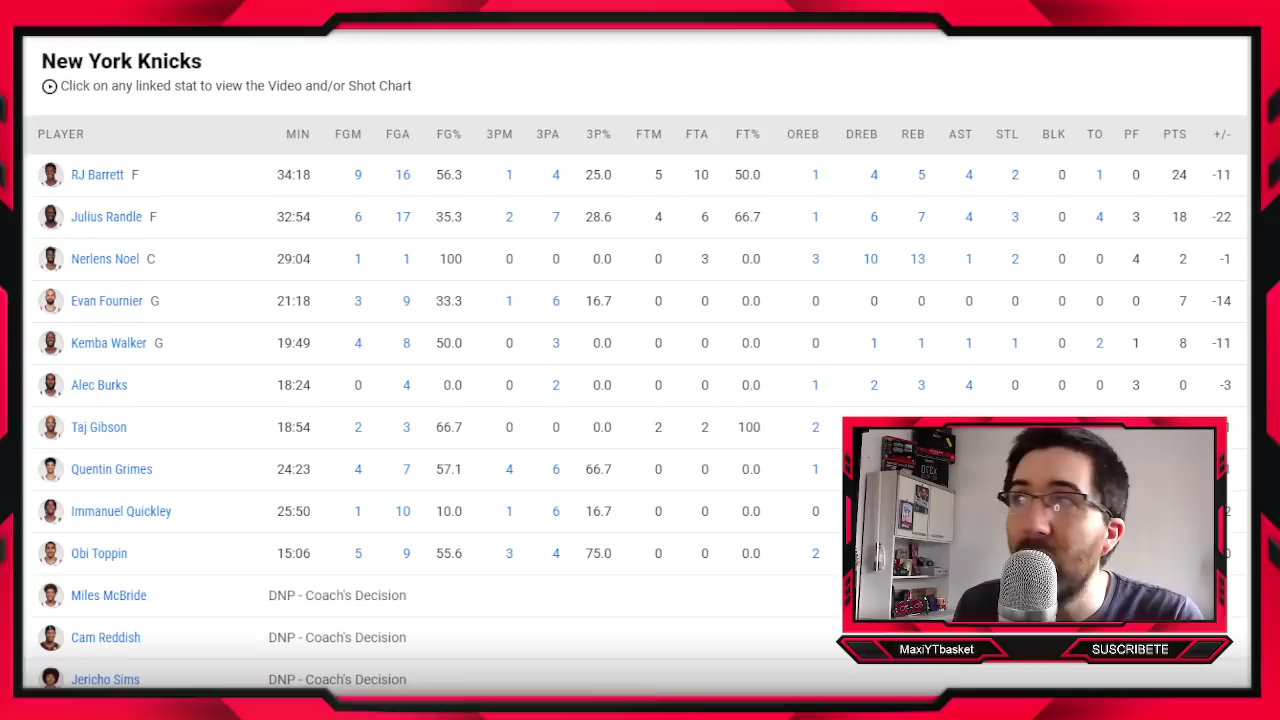 New York Knicks
Click on any linked stat to view the Video and/or Shot Chart
PLAYER MIN FGM FGA FG% 3PM 3PA 3P% FTM FTA FT% OREB DREB REB AST STL BLK TO PF PTS +/-
RJ Barrett F 34:18 9 16 56.3 1 4 25.0 5 10 50.0 1 4 5 4 2 0 1 0 24 -11
Julius Randle F 32:54 6 17 35.3 2 7 28.6 4 6 66.7 1 6 7 4 3 0 4 3 18 -22
Nerlens Noel C 29:04 1 1 100 0 0 0.0 0 3 0.0 3 10 13 1 2 0 0 4 2 -1
Evan Fournier G 21:18 3 9 33.3 1 6 16.7 0 0 0.0 0 0 0 0 0 0 0 0 7 -14
Kemba Walker G 19:49 4 8 50.0 0 3 0.0 0 0 0.0 0 1 1 1 1 0 2 1 8 -11
Alec Burks 18:24 0 4 0.0 0 2 0.0 0 0 0.0 1 2 3 4 0 0 0 3 0 -3
Taj Gibson 18:54 2 3 66.7 0 0 0.0 2 2 100 2
Quentin Grimes 24:23 4 7 57.1 4 6 66.7 0 0 0.0 1
Immanuel Quickley 25:50 1 10 10.0 1 6 16.7 0 0 0.0 0
Obi Toppin 15:06 5 9 55.6 3 4 75.0 0 0 0.0 2
Miles McBride DNP - Coach's Decision
Cam Reddish DNP - Coach's Decision
Jericho Sims DNP - Coach's Decision
MaxiYTbasket SUSCRIBETE